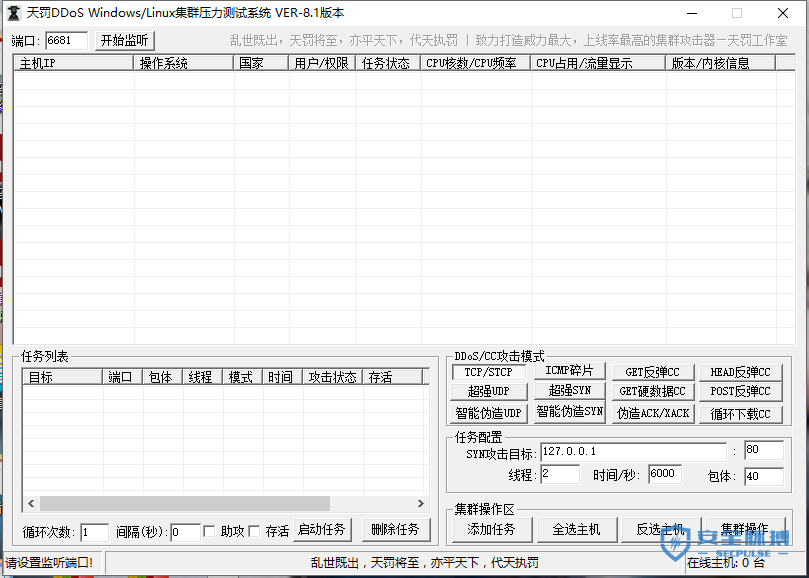 天罚DDoS Windows/Linux集群压力测试系统 VER-8.1版本
端口: 6681 开始监听 乱世既出，天罚将至，亦平天下，代天执罚 | 致力打造威力最大，上线率最高的集群攻击器—天罚工作室
主机IP 操作系统 国家 用户/权限 任务状态 CPU核数/CPU频率 CPU占用/流量显示 版本/内核信息
任务列表
目标 端口 包体 线程 模式 时间 攻击状态 存活
循环次数: 1 间隔(秒): 0 助攻 存活 启动任务 删除任务
DDoS/CC攻击模式
TCP/STCP ICMP碎片 GET反弹CC HEAD反弹CC
超强UDP 超强SYN GET硬数据CC POST反弹CC
智能伪造UDP 智能伪造SYN 伪造ACK/XACK 循环下载CC
任务配置
SYN攻击目标: 127.0.0.1 : 80
线程: 2 时间/秒: 6000 包体: 40
集群操作区
添加任务 全选主机 反选主机 集群操作
安全脉搏
SECPULSE
请设置监听端口! 乱世既出，天罚将至，亦平天下，代天执罚 在线主机: 0 台